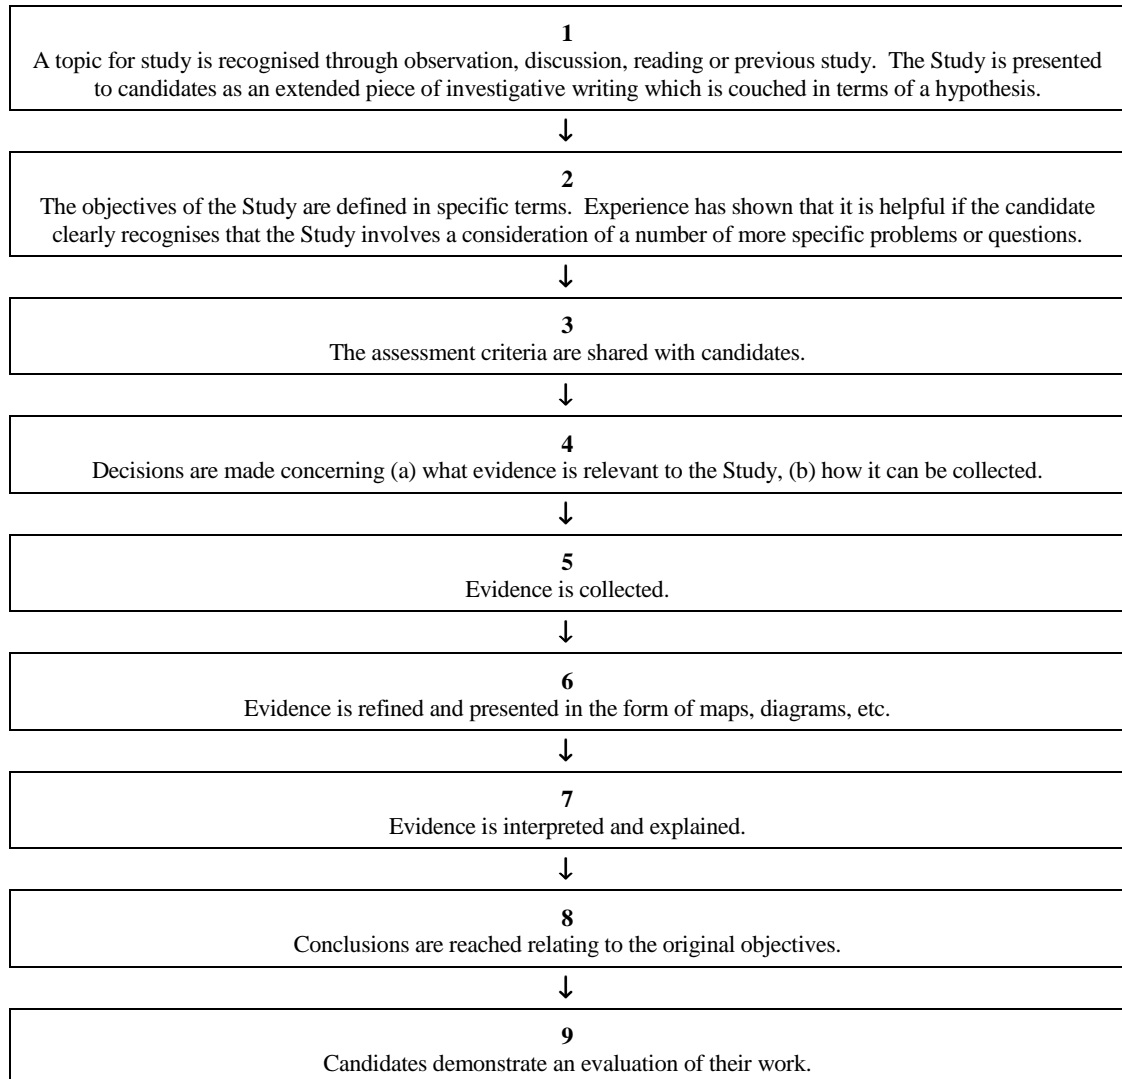 1
A topic for study is recognised through observation, discussion, reading or previous study.  The Study is presented
to candidates as an extended piece of investigative writing which is couched in terms of a hypothesis.
↓
2
The objectives of the Study are defined in specific terms.  Experience has shown that it is helpful if the candidate
clearly recognises that the Study involves a consideration of a number of more specific problems or questions.
↓
3
The assessment criteria are shared with candidates.
↓
4
Decisions are made concerning (a) what evidence is relevant to the Study, (b) how it can be collected.
↓
5
Evidence is collected.
↓
6
Evidence is refined and presented in the form of maps, diagrams, etc.
↓
7
Evidence is interpreted and explained.
↓
8
Conclusions are reached relating to the original objectives.
↓
9
Candidates demonstrate an evaluation of their work.